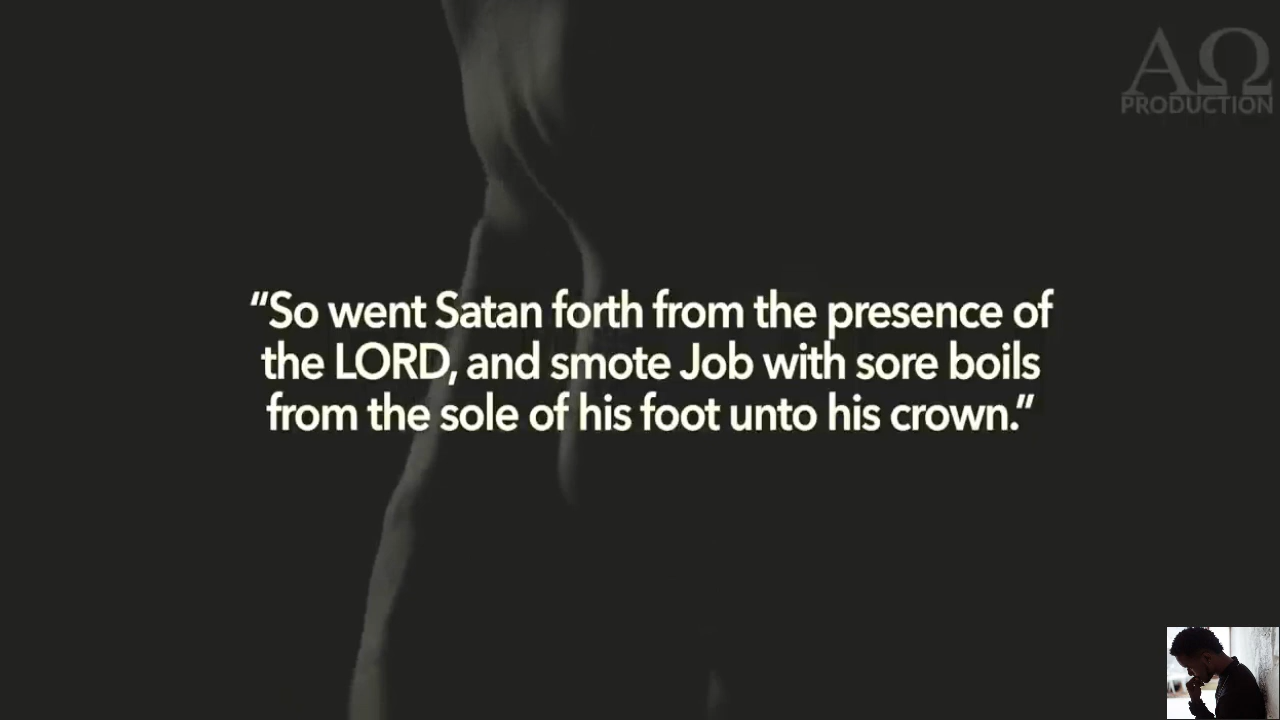 ΑΩ
PRODUCTION
“So went Satan forth from the presence of
the LORD, and smote Job with sore boils
from the sole of his foot unto his crown.”